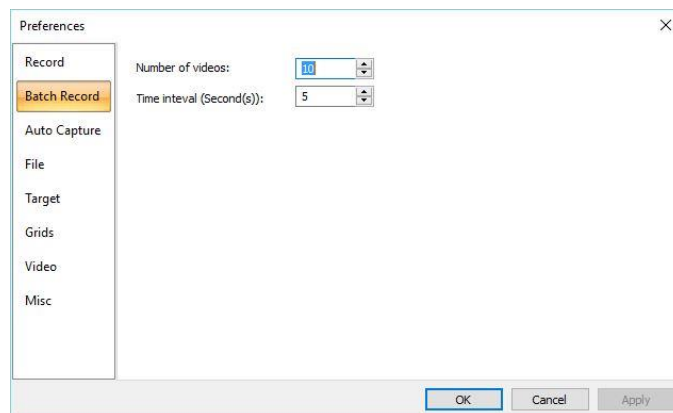 Preferences
Record
Batch Record
Auto Capture
File
Target
Grids
Video
Misc
Number of videos: 10
Time inteval (Second(s)): 5
OK Cancel Apply